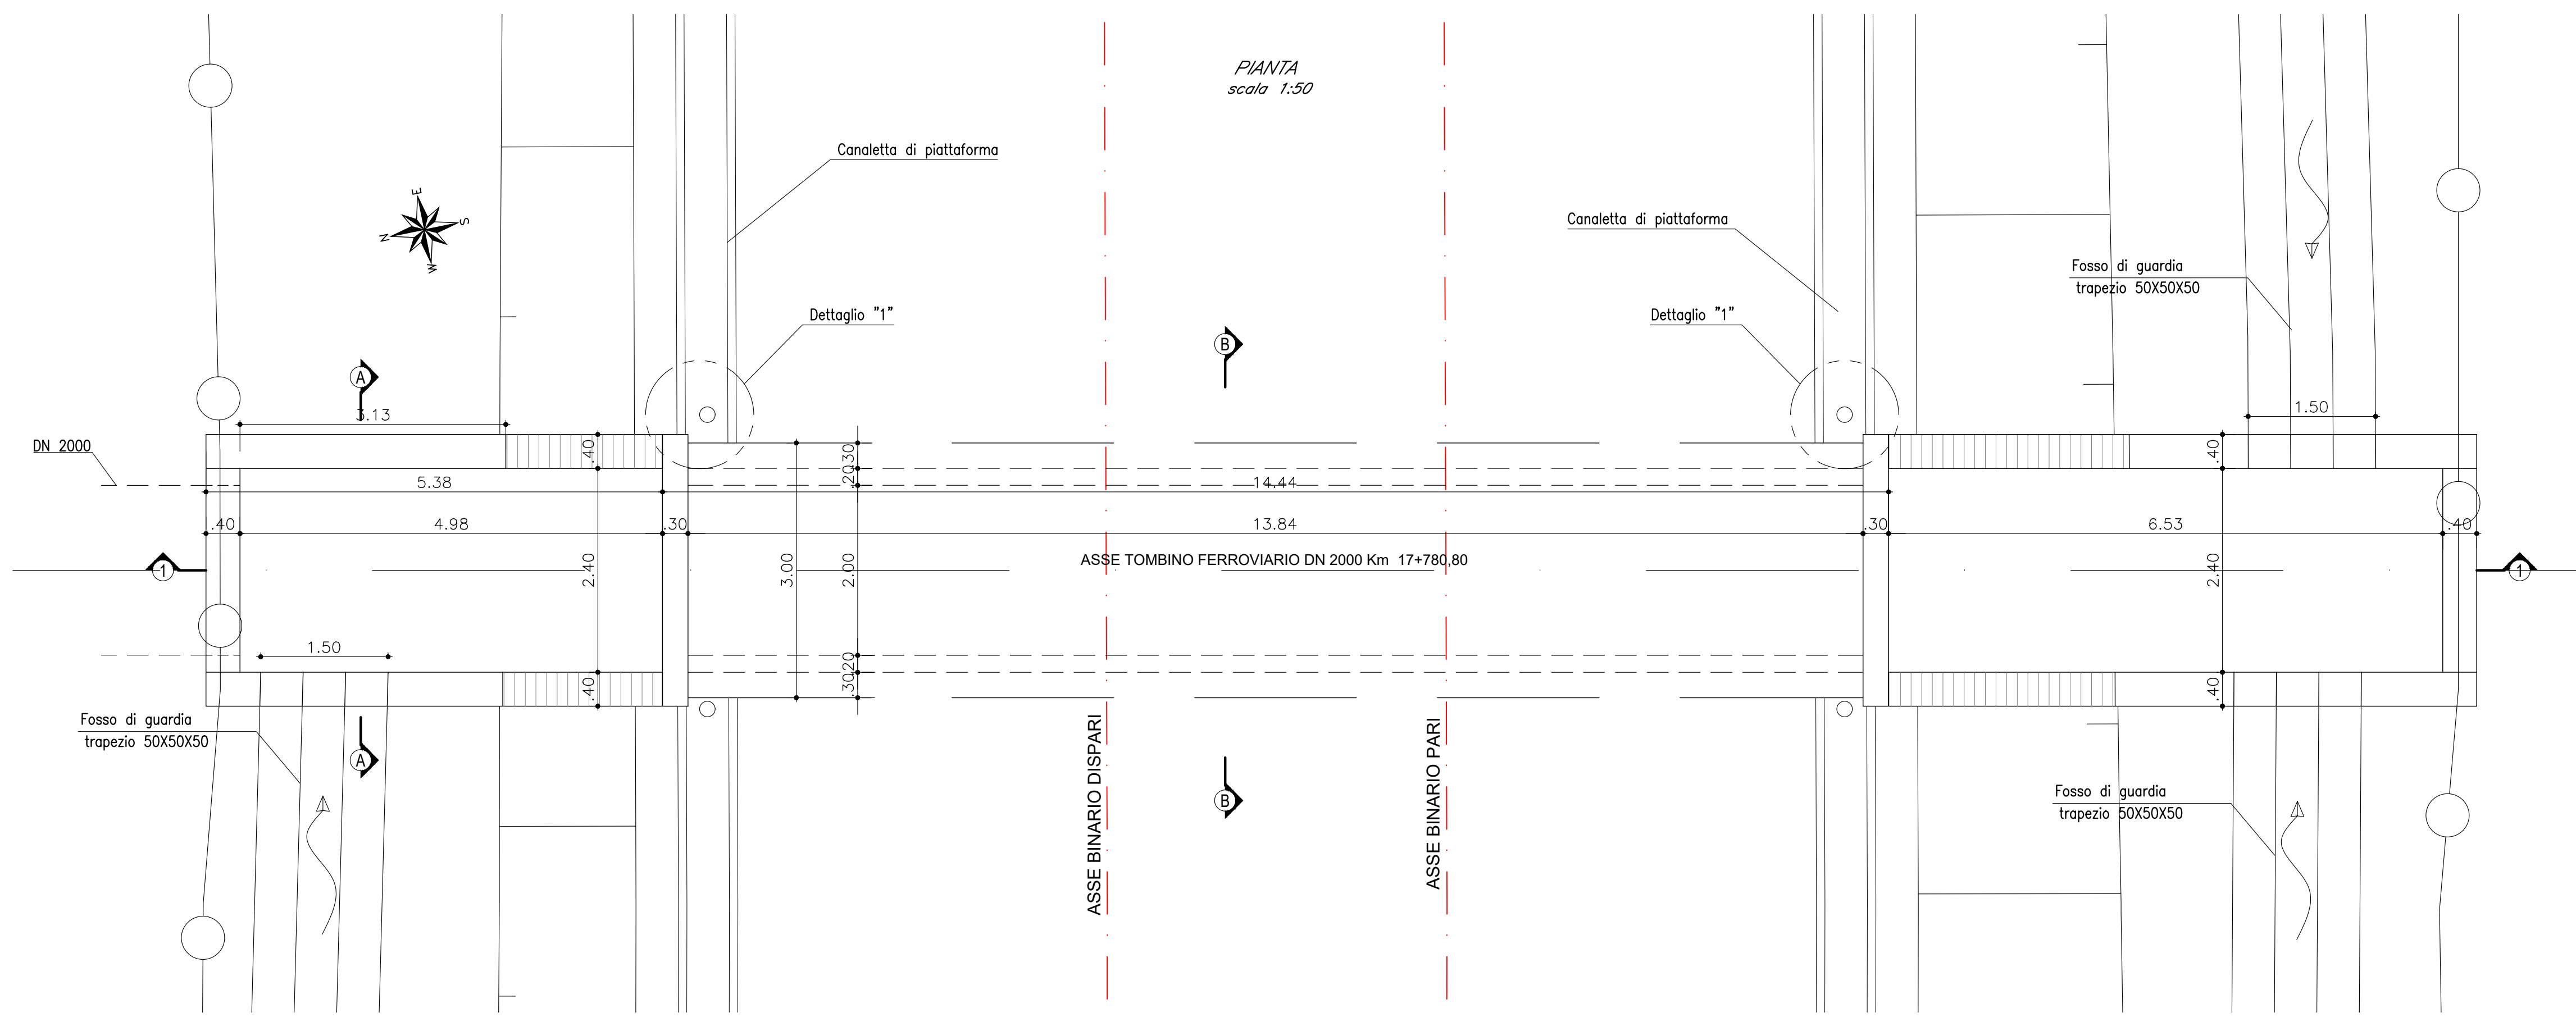 PIANTA
scala 1:50
Canaletta di piattaforma
Canaletta di piattaforma
E
S
N
W
Fosso di guardia
trapezio 50X50X50
Dettaglio "1"
Dettaglio "1"
B
A
3.13
1.50
DN 2000
.40
.30
.20
.40
5.38
14.44
.40
4.98
.30
13.84
.30
6.53
.40
ASSE TOMBINO FERROVIARIO DN 2000 Km 17+780,80
1
2.40
3.00
2.00
2.40
1
1.50
.20
.30
.40
.40
Fosso di guardia
trapezio 50X50X50
A
B
ASSE BINARIO DISPARI
ASSE BINARIO PARI
Fosso di guardia
trapezio 50X50X50